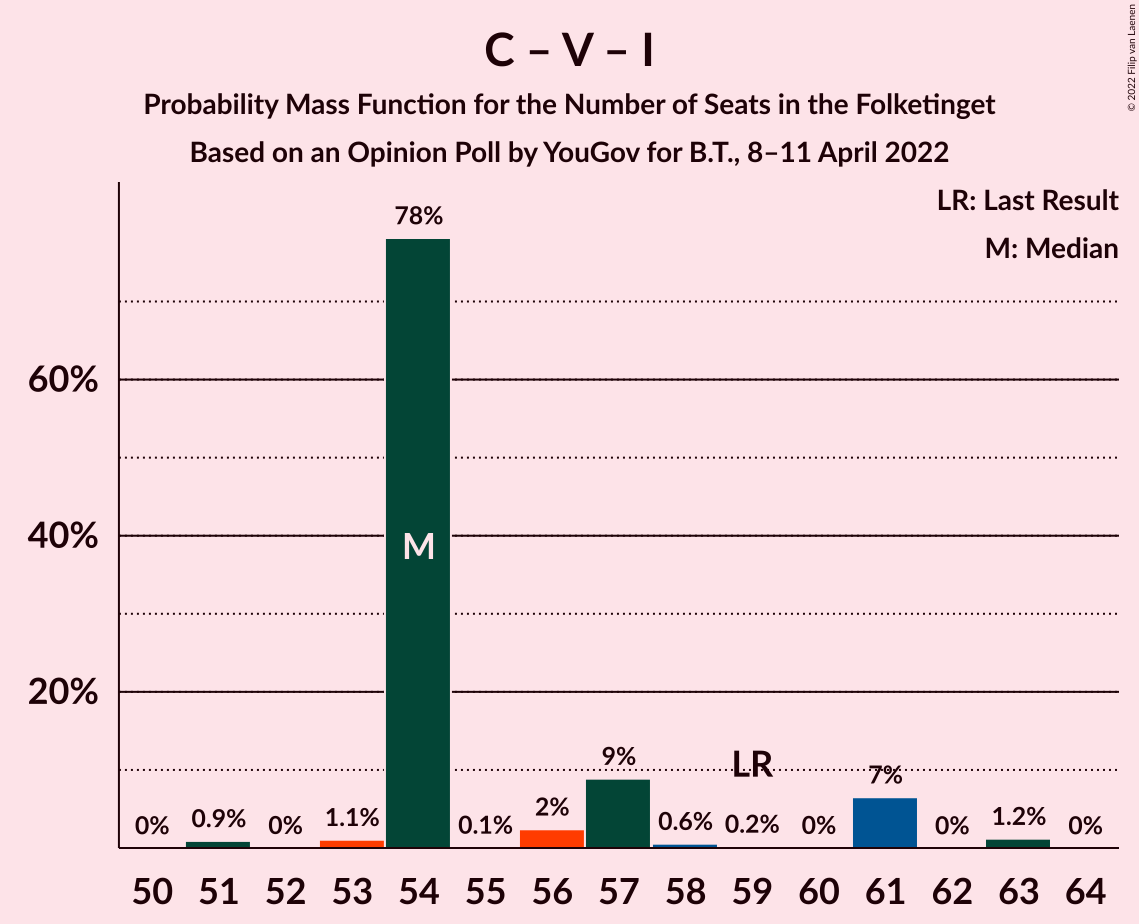 C – V – I
Probability Mass Function for the Number of Seats in the Folketinget
Based on an Opinion Poll by YouGov for B.T., 8–11 April 2022
© 2022 Filip van Laenen
LR: Last Result
M: Median
60%
40%
20%
0%
0.9%
0%
1.1%
78%
0.1%
2%
9%
0.6%
0.2%
0%
7%
0%
1.2%
0%
M
LR
50 51 52 53 54 55 56 57 58 59 60 61 62 63 64